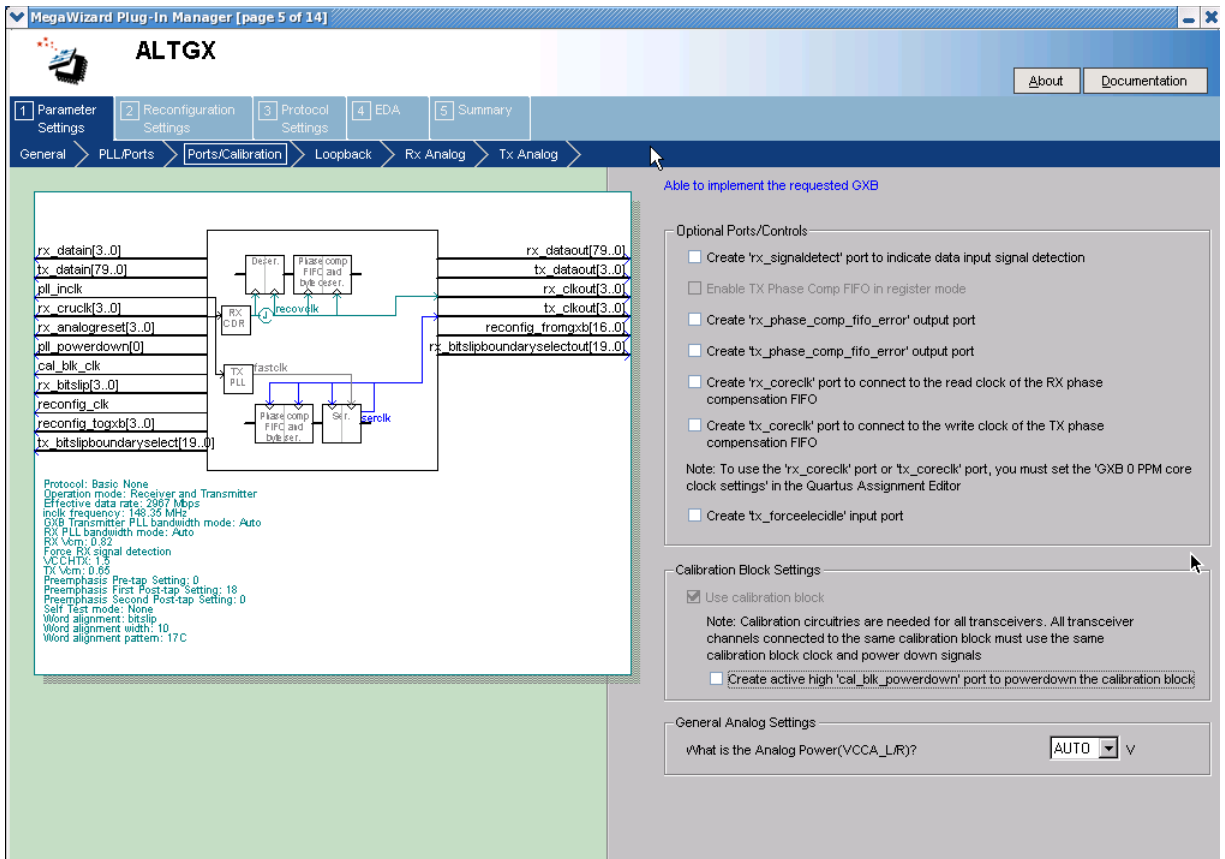 MegaWizard Plug-In Manager [page 5 of 14]
ALTGX
About
Documentation
1 Parameter Settings
2 Reconfiguration Settings
3 Protocol Settings
4 EDA
5 Summary
General
PLL/Ports
Ports/Calibration
Loopback
Rx Analog
Tx Analog
rx_datain[3..0]
tx_datain[79..0]
pll_inclk
rx_cruclk[3..0]
rx_analogreset[3..0]
pll_powerdown[0]
cal_blk_clk
rx_bitslip[3..0]
reconfig_clk
reconfig_togxb[3..0]
tx_bitslipboundaryselect[19..0]
Deser.
Phase comp
FIFO and
byte deser.
RX
CDR
recovclk
TX
PLL
fastclk
Phase comp
FIFO and
byte ser.
Ser.
serclk
rx_dataout[79..0]
tx_dataout[3..0]
rx_clkout[3..0]
tx_clkout[3..0]
reconfig_fromgxb[16..0]
rx_bitslipboundaryselectout[19..0]
Protocol: Basic None
Operation mode: Receiver and Transmitter
Effective data rate: 2967 Mbps
inclk frequency: 148.35 MHz
GXB Transmitter PLL bandwidth mode: Auto
RX PLL bandwidth mode: Auto
RX Vcm: 0.82
Force RX signal detection
VCCHTX: 1.5
TX Vcm: 0.65
Preemphasis Pre-tap Setting: 0
Preemphasis First Post-tap Setting: 18
Preemphasis Second Post-tap Setting: 0
Self Test mode: None
Word alignment: bitslip
Word alignment width: 10
Word alignment pattern: 17C
Able to implement the requested GXB
Optional Ports/Controls
Create 'rx_signaldetect' port to indicate data input signal detection
Enable TX Phase Comp FIFO in register mode
Create 'rx_phase_comp_fifo_error' output port
Create 'tx_phase_comp_fifo_error' output port
Create 'rx_coreclk' port to connect to the read clock of the RX phase
compensation FIFO
Create 'tx_coreclk' port to connect to the write clock of the TX phase
compensation FIFO
Note: To use the 'rx_coreclk' port or 'tx_coreclk' port, you must set the 'GXB 0 PPM core
clock settings' in the Quartus Assignment Editor
Create 'tx_forceelecidle' input port
Calibration Block Settings
Use calibration block
Note: Calibration circuitries are needed for all transceivers. All transceiver
channels connected to the same calibration block must use the same
calibration block clock and power down signals
Create active high 'cal_blk_powerdown' port to powerdown the calibration block
General Analog Settings
What is the Analog Power(VCCA_L/R)?
AUTO
V